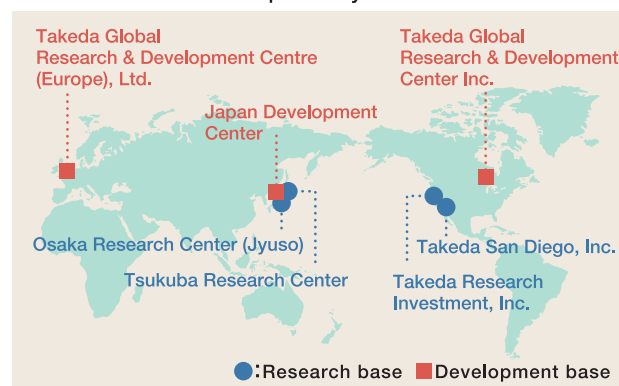 Takeda Global
Research & Development Centre
(Europe), Ltd.
Takeda Global
Research & Development
Center Inc.
Japan Development
Center
Osaka Research Center (Jyuso)
Tsukuba Research Center
Takeda San Diego, Inc.
Takeda Research
Investment, Inc.
:Research base
:Development base